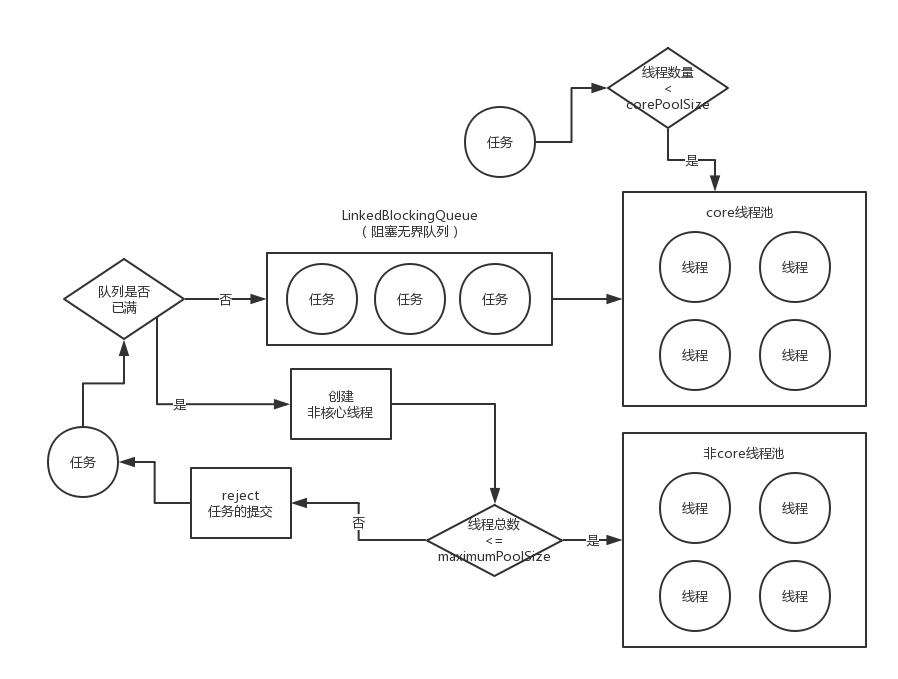 线程数量
<
corePoolSize
任务
是
core线程池
线程
线程
线程
线程
LinkedBlockingQueue
（阻塞无界队列）
任务
任务
任务
队列是否
已满
否
是
创建
非核心线程
任务
reject
任务的提交
否
线程总数
<=
maximumPoolSize
是
非core线程池
线程
线程
线程
线程